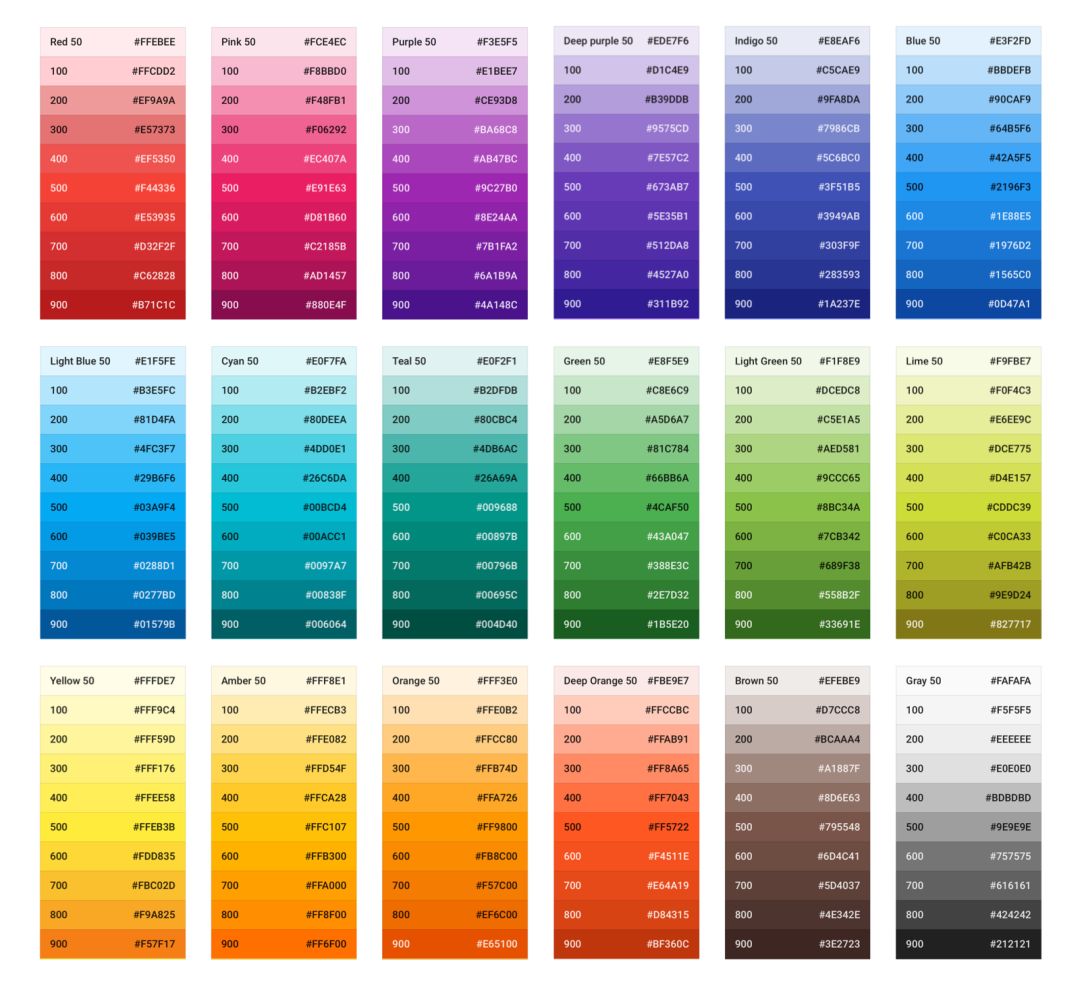 Red 50 #FFEBEE
100 #FFCDD2
200 #EF9A9A
300 #E57373
400 #EF5350
500 #F44336
600 #E53935
700 #D32F2F
800 #C62828
900 #B71C1C
Pink 50 #FCE4EC
100 #F8BBD0
200 #F48FB1
300 #F06292
400 #EC407A
500 #E91E63
600 #D81B60
700 #C2185B
800 #AD1457
900 #880E4F
Purple 50 #F3E5F5
100 #E1BEE7
200 #CE93D8
300 #BA68C8
400 #AB47BC
500 #9C27B0
600 #8E24AA
700 #7B1FA2
800 #6A1B9A
900 #4A148C
Deep purple 50 #EDE7F6
100 #D1C4E9
200 #B39DDB
300 #9575CD
400 #7E57C2
500 #673AB7
600 #5E35B1
700 #512DA8
800 #4527A0
900 #311B92
Indigo 50 #E8EAF6
100 #C5CAE9
200 #9FA8DA
300 #7986CB
400 #5C6BC0
500 #3F51B5
600 #3949AB
700 #303F9F
800 #283593
900 #1A237E
Blue 50 #E3F2FD
100 #BBDEFB
200 #90CAF9
300 #64B5F6
400 #42A5F5
500 #2196F3
600 #1E88E5
700 #1976D2
800 #1565C0
900 #0D47A1
Light Blue 50 #E1F5FE
100 #B3E5FC
200 #81D4FA
300 #4FC3F7
400 #29B6F6
500 #03A9F4
600 #039BE5
700 #0288D1
800 #0277BD
900 #01579B
Cyan 50 #E0F7FA
100 #B2EBF2
200 #80DEEA
300 #4DD0E1
400 #26C6DA
500 #00BCD4
600 #00ACC1
700 #0097A7
800 #00838F
900 #006064
Teal 50 #E0F2F1
100 #B2DFDB
200 #80CBC4
300 #4DB6AC
400 #26A69A
500 #009688
600 #00897B
700 #00796B
800 #00695C
900 #004D40
Green 50 #E8F5E9
100 #C8E6C9
200 #A5D6A7
300 #81C784
400 #66BB6A
500 #4CAF50
600 #43A047
700 #388E3C
800 #2E7D32
900 #1B5E20
Light Green 50 #F1F8E9
100 #DCEDC8
200 #C5E1A5
300 #AED581
400 #9CCC65
500 #8BC34A
600 #7CB342
700 #689F38
800 #558B2F
900 #33691E
Lime 50 #F9FBE7
100 #F0F4C3
200 #E6EE9C
300 #DCE775
400 #D4E157
500 #CDDC39
600 #C0CA33
700 #AFB42B
800 #9E9D24
900 #827717
Yellow 50 #FFFDE7
100 #FFF9C4
200 #FFF59D
300 #FFF176
400 #FFEE58
500 #FFEB3B
600 #FDD835
700 #FBC02D
800 #F9A825
900 #F57F17
Amber 50 #FFF8E1
100 #FFECB3
200 #FFE082
300 #FFD54F
400 #FFCA28
500 #FFC107
600 #FFB300
700 #FFA000
800 #FF8F00
900 #FF6F00
Orange 50 #FFF3E0
100 #FFE0B2
200 #FFCC80
300 #FFB74D
400 #FFA726
500 #FF9800
600 #FB8C00
700 #F57C00
800 #EF6C00
900 #E65100
Deep Orange 50 #FBE9E7
100 #FFCCBC
200 #FFAB91
300 #FF8A65
400 #FF7043
500 #FF5722
600 #F4511E
700 #E64A19
800 #D84315
900 #BF360C
Brown 50 #EFEBE9
100 #D7CCC8
200 #BCAAA4
300 #A1887F
400 #8D6E63
500 #795548
600 #6D4C41
700 #5D4037
800 #4E342E
900 #3E2723
Gray 50 #FAFAFA
100 #F5F5F5
200 #EEEEEE
300 #E0E0E0
400 #BDBDBD
500 #9E9E9E
600 #757575
700 #616161
800 #424242
900 #212121